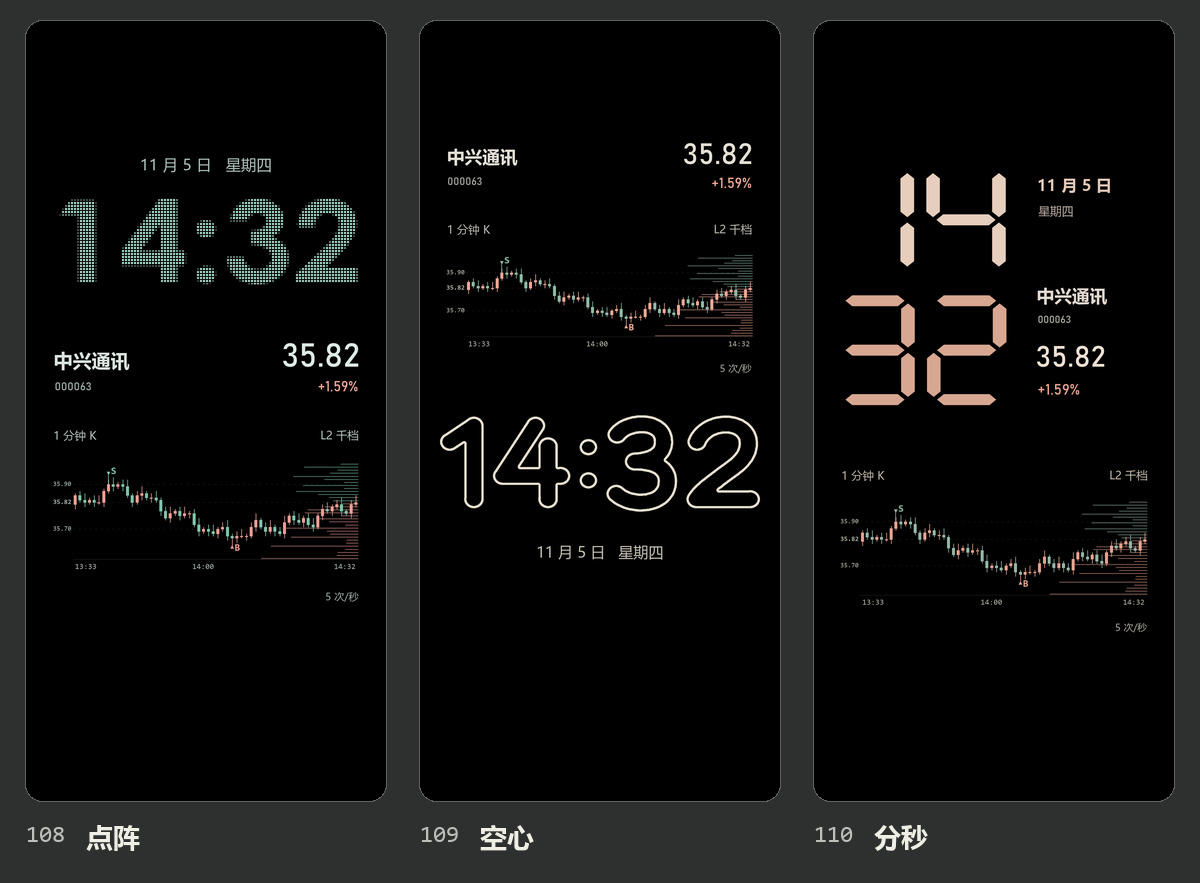 11 月 5 日 星期四
14:32
中兴通讯 35.82
000063 +1.59%
1 分钟 K L2 千档
S
35.90
35.82
35.70
B
13:33 14:00 14:32
5 次/秒
108 点阵
中兴通讯 35.82
000063 +1.59%
1 分钟 K L2 千档
S
35.90
35.82
35.70
B
13:33 14:00 14:32
5 次/秒
14:32
11 月 5 日 星期四
109 空心
14
11 月 5 日
星期四
32
中兴通讯
000063
35.82
+1.59%
1 分钟 K L2 千档
S
35.90
35.82
35.70
B
13:33 14:00 14:32
5 次/秒
110 分秒